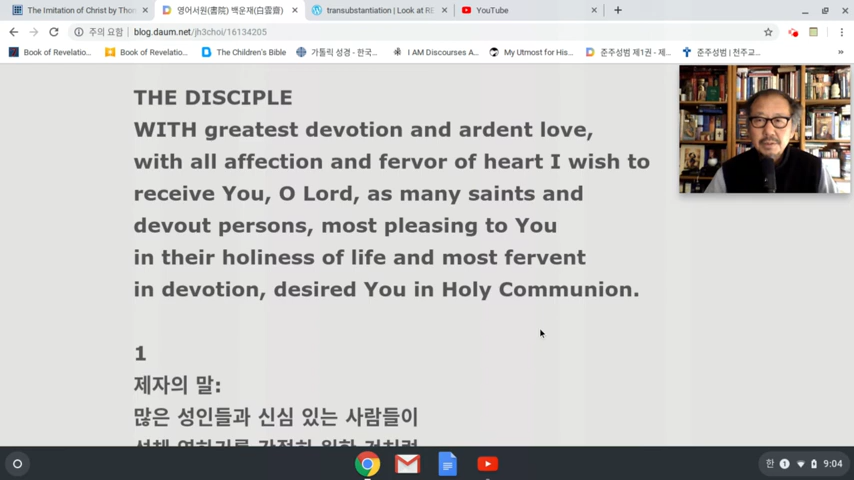 The Imitation of Christ by Tho
영어서원(書院) 백운재(白雲齋)
transubstantiation | Look at RE
YouTube
주의 요함 | blog.daum.net/jh3choi/16134205
Book of Revelatio...
Book of Revelatio...
The Children's Bible
가톨릭 성경 - 한국...
I AM Discourses A...
My Utmost for His...
준주성범 제1권 - 제...
준주성범 | 천주교...
»
THE DISCIPLE
WITH greatest devotion and ardent love,
with all affection and fervor of heart I wish to
receive You, O Lord, as many saints and
devout persons, most pleasing to You
in their holiness of life and most fervent
in devotion, desired You in Holy Communion.
1
제자의 말:
많은 성인들과 신심 있는 사람들이
한
9:04